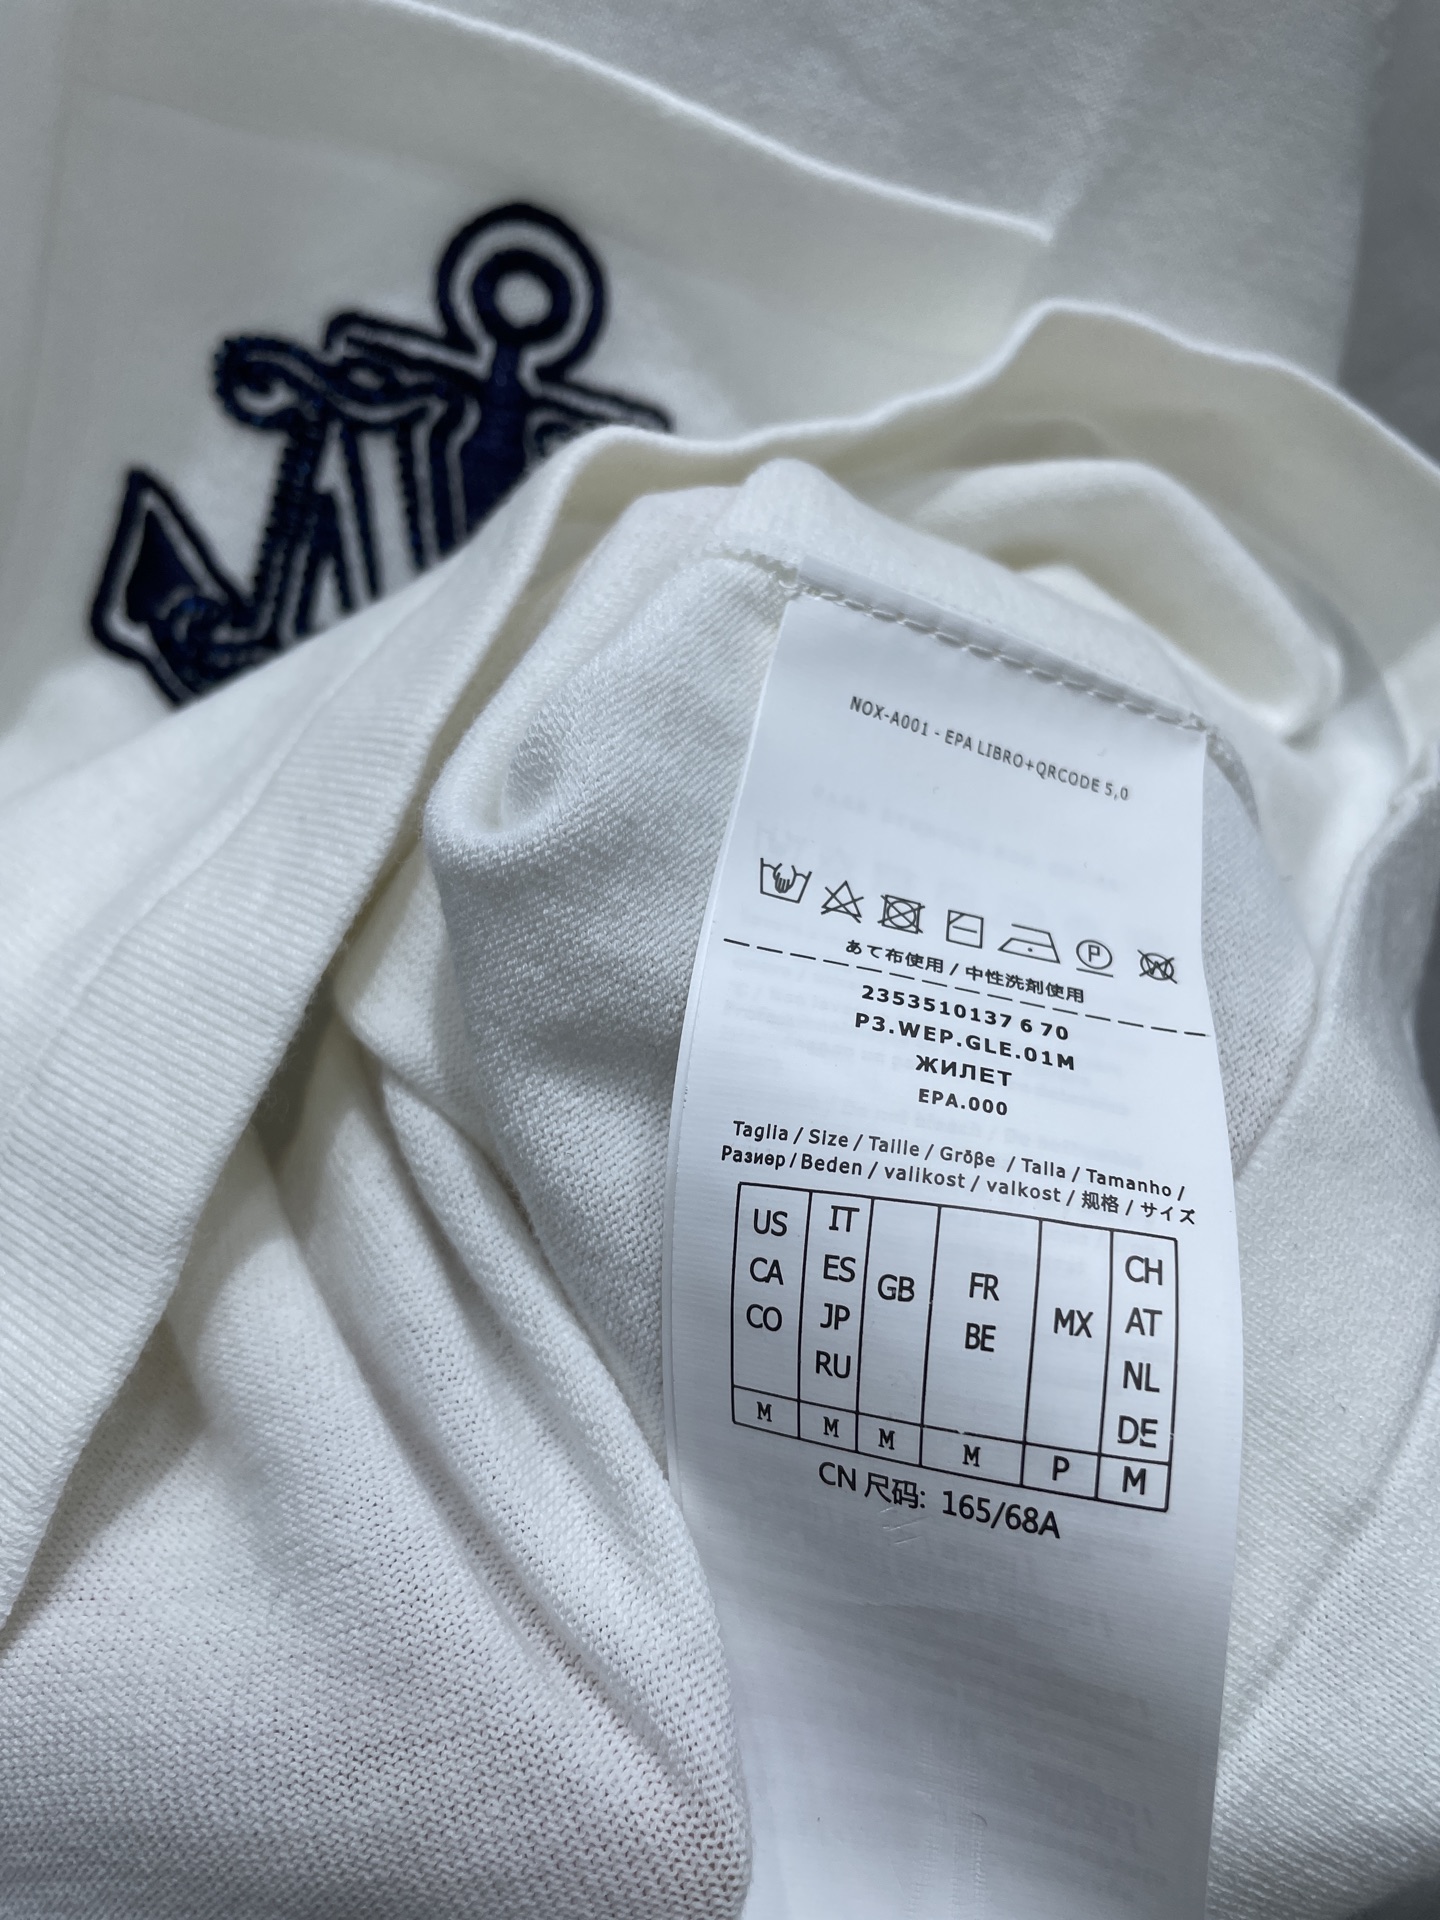 NOX-A001 - EPA LIBRO+QRCODE 5,0
P
W
あて布使用 / 中性洗剤使用
2353510137 6 70
P3.WEP.GLE.01M
ЖИЛЕТ
EPA.000
Taglia / Size / Taille / Größe / Talla / Tamanho /
Размөр / Beden / valikost / valkost / 规格 / サイズ
US CA CO
IT ES JP RU
GB
FR BE
MX
CH AT NL DE
M M M M P M
CN 尺码: 165/68A